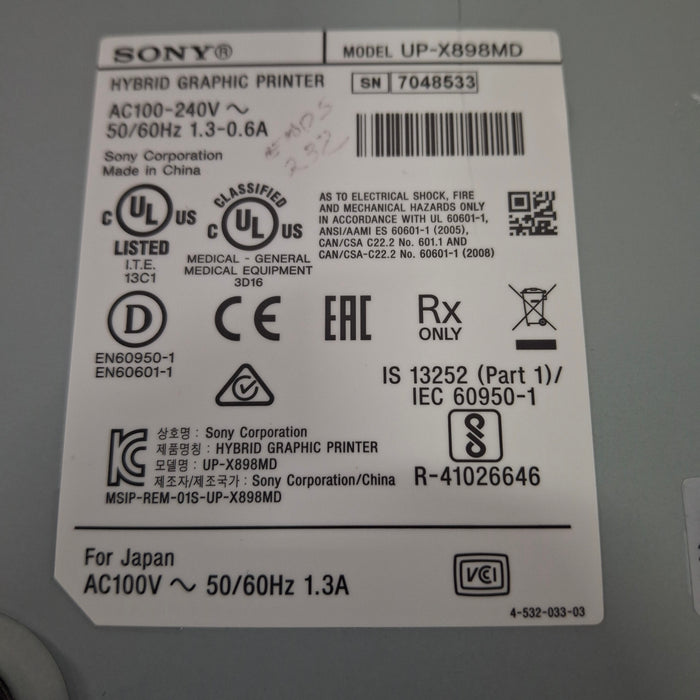 SONY®
MODEL UP-X898MD
HYBRID GRAPHIC PRINTER
SN 7048533
AC100-240V ~
50/60Hz 1.3-0.6A
Sony Corporation
Made in China
252
C UL US
LISTED
I.T.E.
13C1
CLASSIFIED
C UL US
MEDICAL - GENERAL
MEDICAL EQUIPMENT
3D16
AS TO ELECTRICAL SHOCK, FIRE
AND MECHANICAL HAZARDS ONLY
IN ACCORDANCE WITH UL 60601-1,
ANSI/AAMI ES 60601-1 (2005),
CAN/CSA C22.2 No. 601.1 AND
CAN/CSA-C22.2 No. 60601-1 (2008)
D
EN60950-1
EN60601-1
CE
EAC
Rx
ONLY
IS 13252 (Part 1)/
IEC 60950-1
R-41026646
상호명 : Sony Corporation
제품명칭 : HYBRID GRAPHIC PRINTER
모델명 : UP-X898MD
제조자/제조국가 : Sony Corporation/China
MSIP-REM-01S-UP-X898MD
For Japan
AC100V ~ 50/60Hz 1.3A
VCI
4-532-033-03